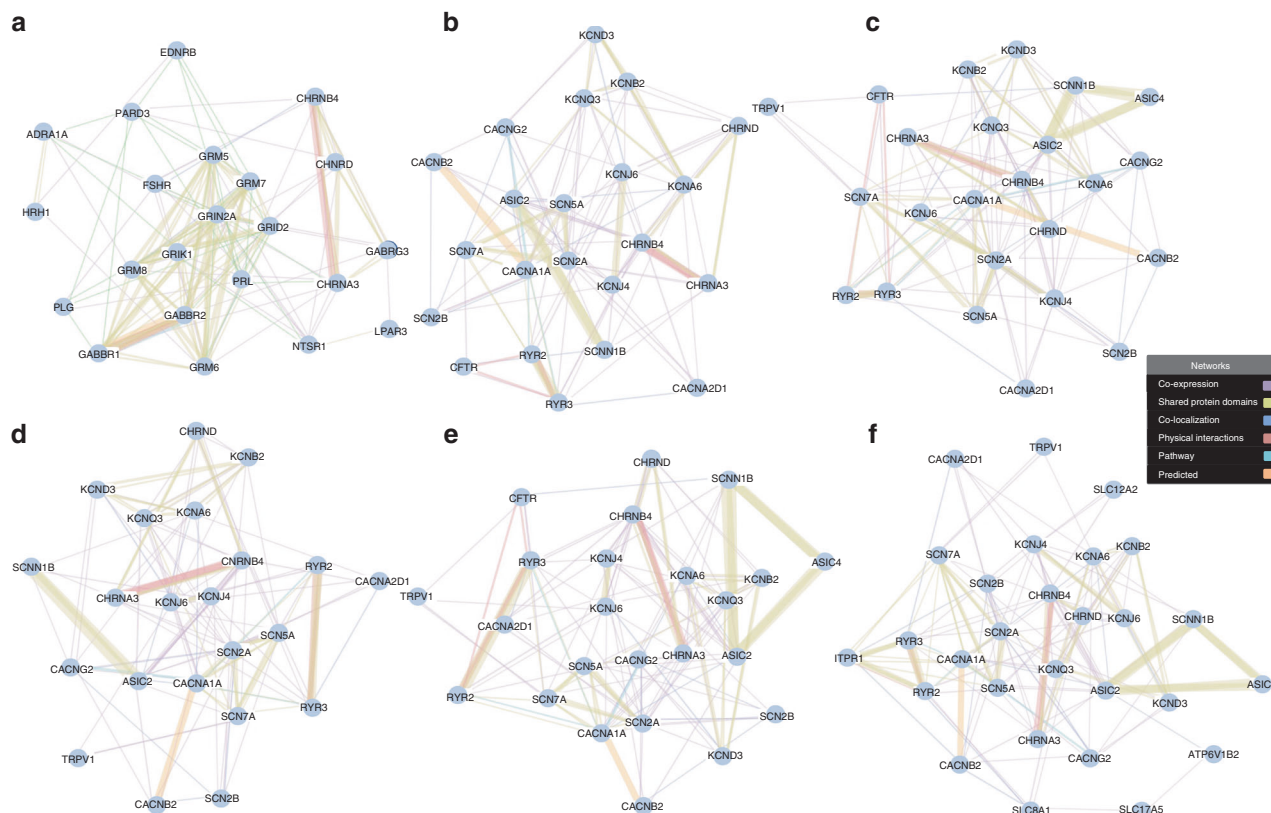 a
EDNRB
CHRNB4
PARD3
ADRA1A
GRM5
CHNRD
FSHR
GRM7
HRH1
GRIN2A
GRID2
GRIK1
GABRG3
GRM8
PRL
CHRNA3
PLG
GABBR2
LPAR3
GABBR1
NTSR1
GRM6
b
KCND3
KCNB2
KCNQ3
CACNG2
CHRND
CACNB2
KCNJ6
KCNA6
ASIC2
SCN5A
CHRNB4
SCN7A
SCN2A
CACNA1A
KCNJ4
CHRNA3
SCN2B
RYR2
SCNN1B
CFTR
CACNA2D1
RYR3
c
KCND3
KCNB2
SCNN1B
CFTR
ASIC4
TRPV1
KCNQ3
CHRNA3
ASIC2
CACNG2
CHRNB4
KCNA6
SCN7A
CACNA1A
KCNJ6
CHRND
SCN2A
CACNB2
RYR2
RYR3
KCNJ4
SCN5A
SCN2B
CACNA2D1
Networks
Co-expression
Shared protein domains
Co-localization
Physical interactions
Pathway
Predicted
d
CHRND
KCNB2
KCND3
KCNA6
KCNQ3
CNRNB4
SCNN1B
RYR2
CACNA2D1
CHRNA3
KCNJ6
KCNJ4
SCN5A
SCN2A
CACNG2
ASIC2
CACNA1A
SCN7A
RYR3
TRPV1
SCN2B
CACNB2
e
CHRND
SCNN1B
CFTR
CHRNB4
RYR3
KCNJ4
ASIC4
KCNA6
KCNB2
TRPV1
KCNJ6
KCNQ3
CACNA2D1
CACNG2
CHRNA3
ASIC2
SCN5A
RYR2
SCN7A
SCN2A
SCN2B
CACNA1A
KCND3
CACNB2
f
TRPV1
CACNA2D1
SLC12A2
KCNJ4
KCNB2
SCN7A
KCNA6
SCN2B
CHRNB4
CHRND
KCNJ6
SCNN1B
RYR3
SCN2A
ITPR1
CACNA1A
KCNQ3
RYR2
SCN5A
ASIC2
ASIC
KCND3
CHRNA3
CACNB2
CACNG2
ATP6V1B2
SLC8A1
SLC17A5